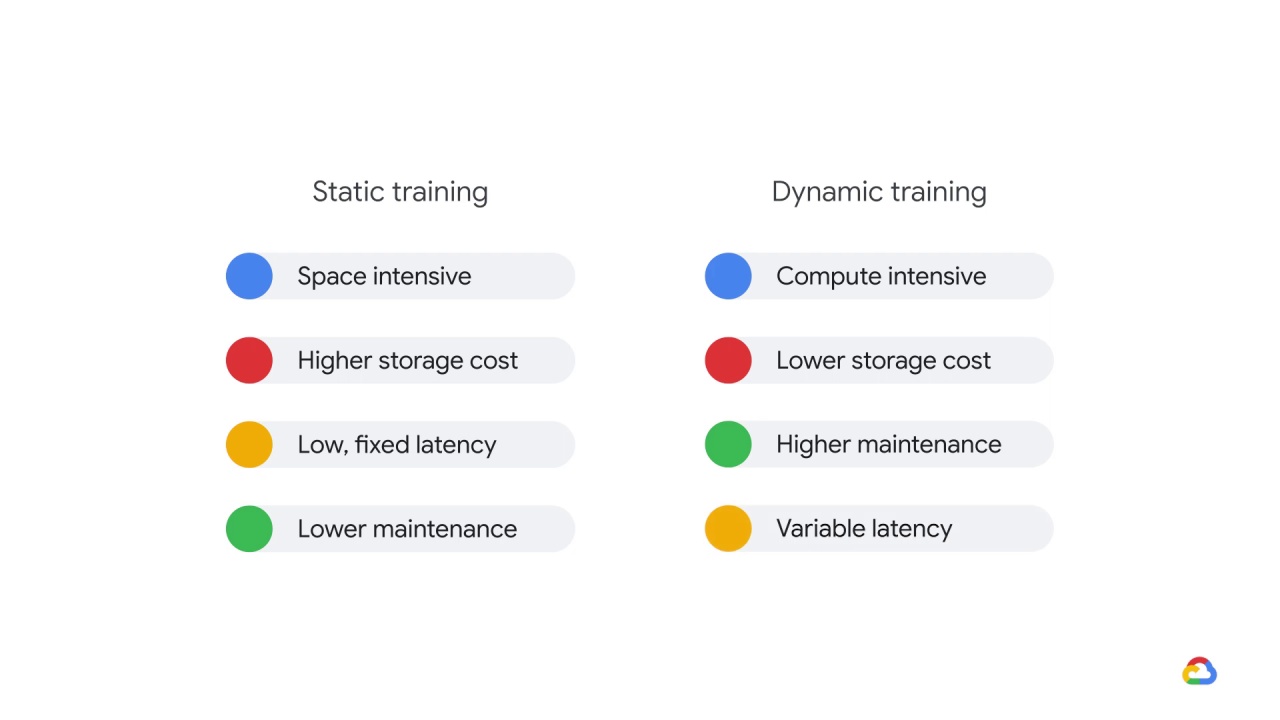 Static training
Space intensive
Higher storage cost
Low, fixed latency
Lower maintenance
Dynamic training
Compute intensive
Lower storage cost
Higher maintenance
Variable latency